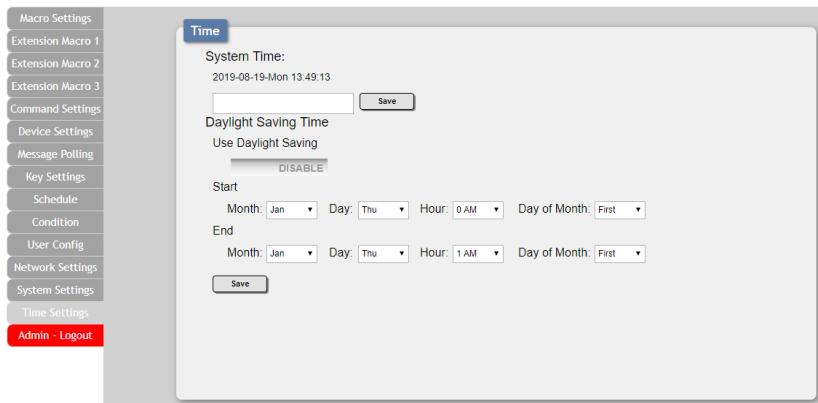 Macro Settings
Extension Macro 1
Extension Macro 2
Extension Macro 3
Command Settings
Device Settings
Message Polling
Key Settings
Schedule
Condition
User Config
Network Settings
System Settings
Time Settings
Admin - Logout
Time
System Time:
2019-08-19-Mon 13:49:13
Save
Daylight Saving Time
Use Daylight Saving
DISABLE
Start
Month: Jan Day: Thu Hour: 0 AM Day of Month: First
End
Month: Jan Day: Thu Hour: 1 AM Day of Month: First
Save